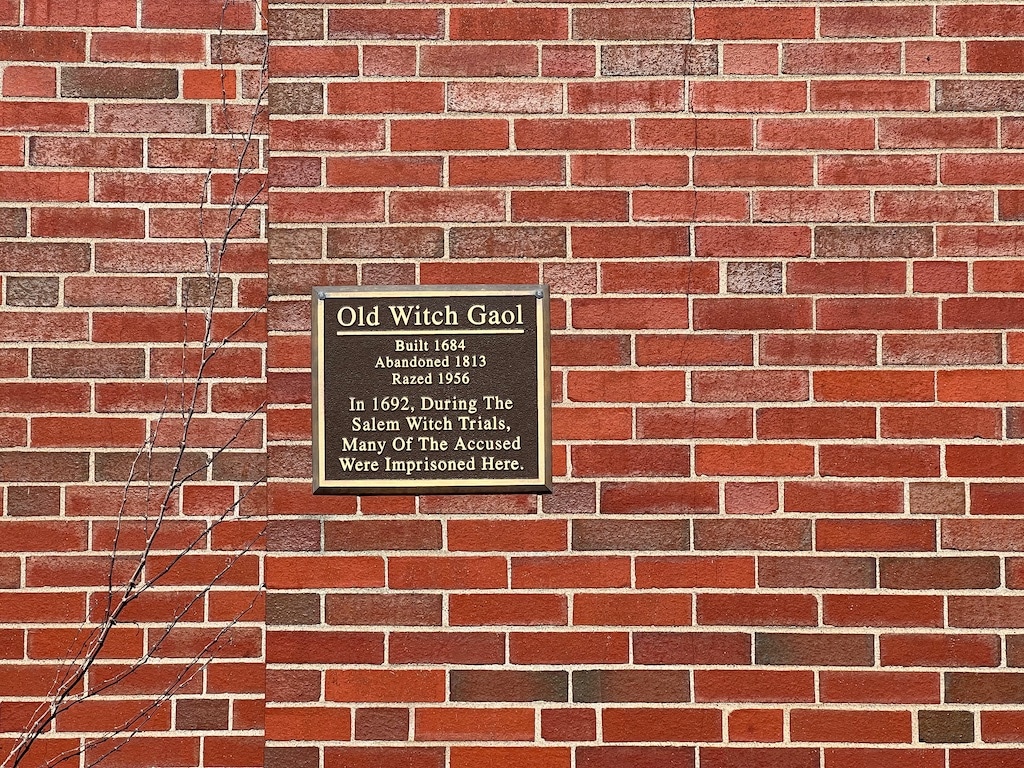 Old Witch Gaol
Built 1684
Abandoned 1813
Razed 1956
In 1692, During The
Salem Witch Trials,
Many Of The Accused
Were Imprisoned Here.